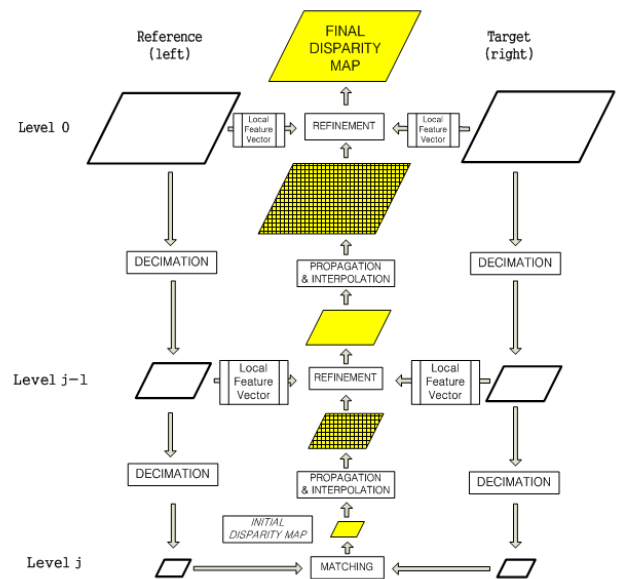 Reference
(left)
FINAL
DISPARITY
MAP
Target
(right)
Level 0
Local
Feature
Vector
REFINEMENT
Local
Feature
Vector
DECIMATION
PROPAGATION
& INTERPOLATION
DECIMATION
Level j-1
Local
Feature
Vector
REFINEMENT
Local
Feature
Vector
DECIMATION
PROPAGATION
& INTERPOLATION
DECIMATION
INITIAL
DISPARITY MAP
Level j
MATCHING